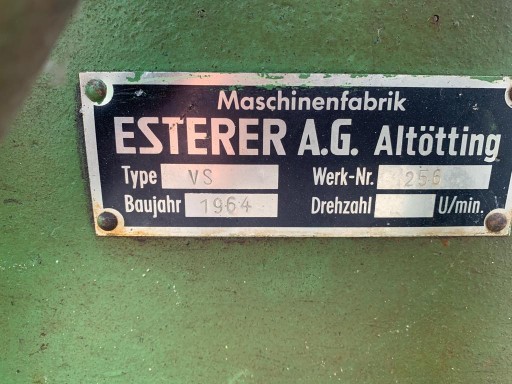 Maschinenfabrik
ESTERER A.G. Altötting
Type VS Werk-Nr. 256
Baujahr 1964 Drehzahl U/min.